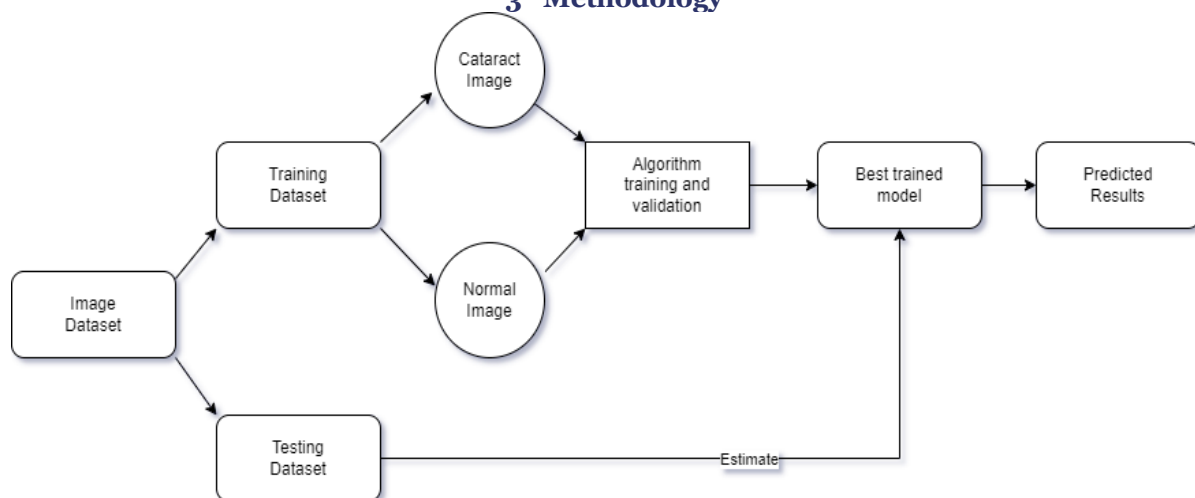 3 Methodology
Cataract
Image
Training
Dataset
Algorithm
training and
validation
Best trained
model
Predicted
Results
Normal
Image
Image
Dataset
Testing
Dataset
Estimate